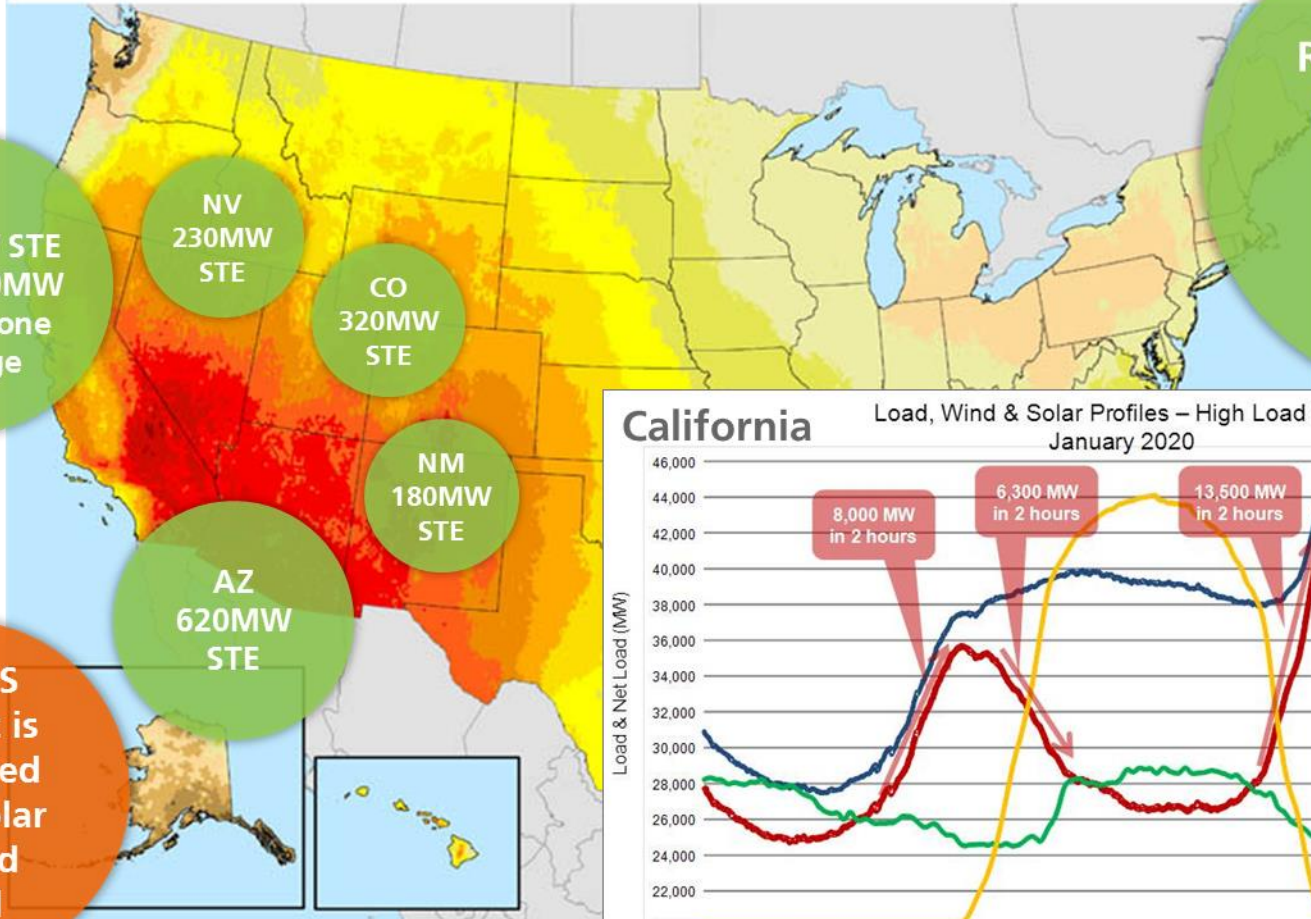 R
NV
230MW
STE
STE
MW
one
ge
CO
320MW
STE
NM
180MW
STE
AZ
620MW
STE
S
is
ed
lar
d
California
Load, Wind & Solar Profiles – High Load
January 2020
Load & Net Load (MW)
46,000
44,000
42,000
40,000
38,000
36,000
34,000
32,000
30,000
28,000
26,000
24,000
22,000
8,000 MW
in 2 hours
6,300 MW
in 2 hours
13,500 MW
in 2 hours